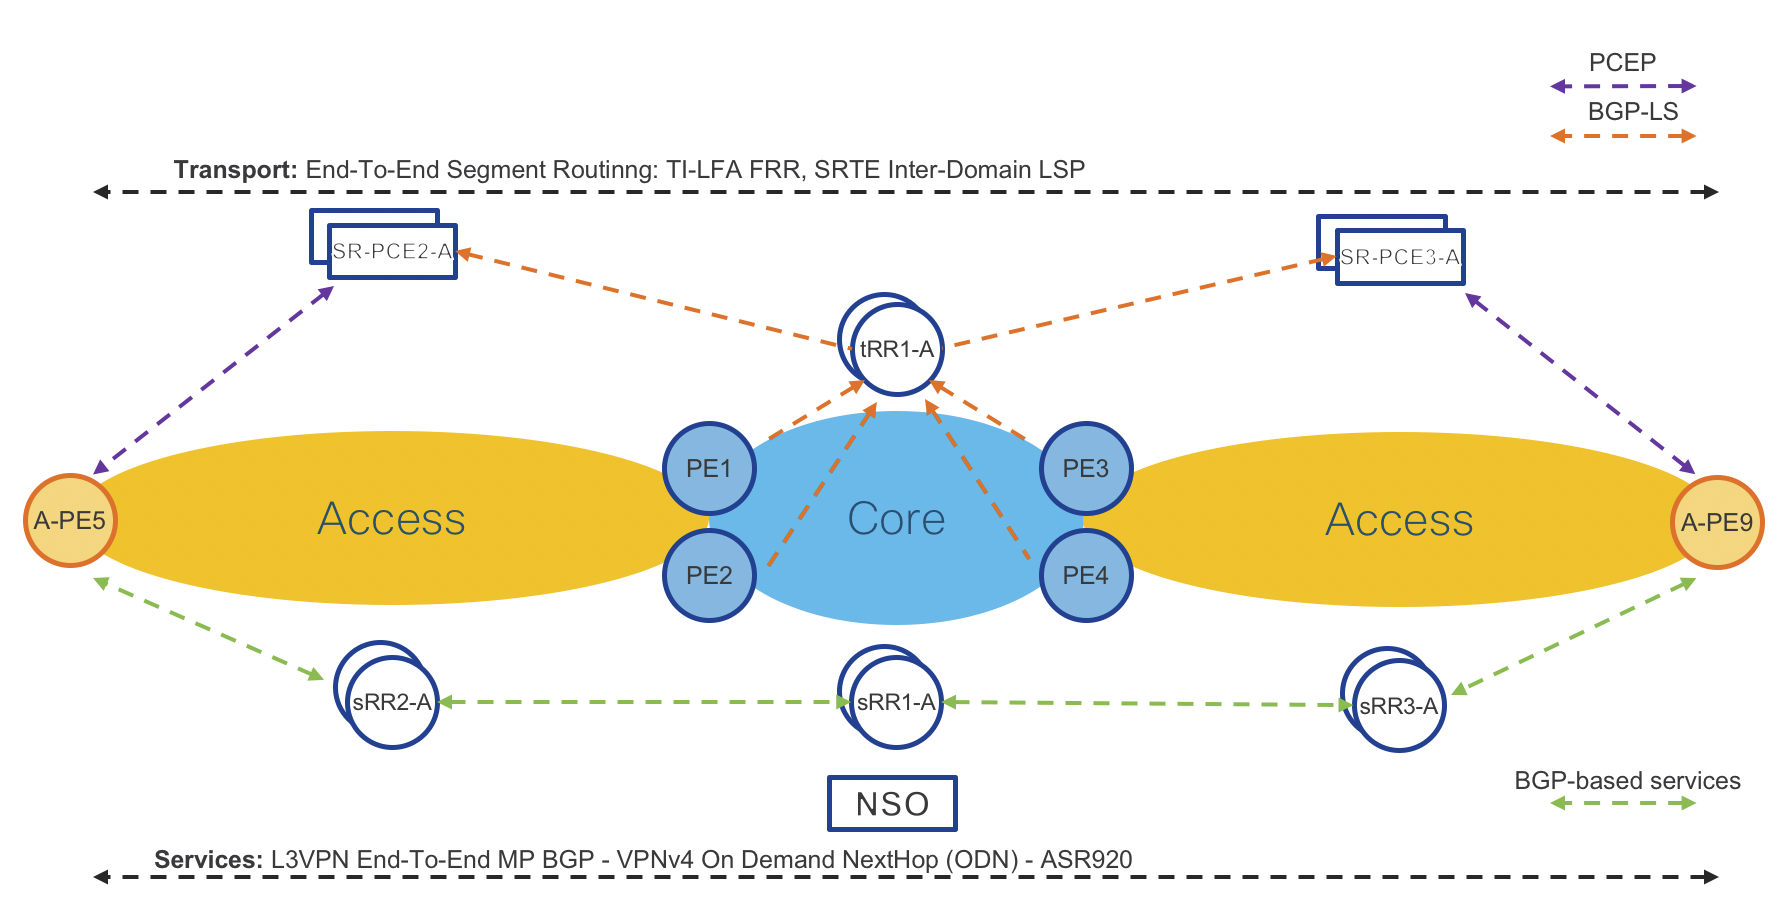 PCEP
BGP-LS
Transport: End-To-End Segment Routinng: TI-LFA FRR, SRTE Inter-Domain LSP
SR-PCE2-A
SR-PCE3-A
tRR1-A
PE1
PE3
A-PE5
Access
Core
Access
A-PE9
PE2
PE4
sRR2-A
sRR1-A
sRR3-A
BGP-based services
NSO
Services: L3VPN End-To-End MP BGP - VPNv4 On Demand NextHop (ODN) - ASR920